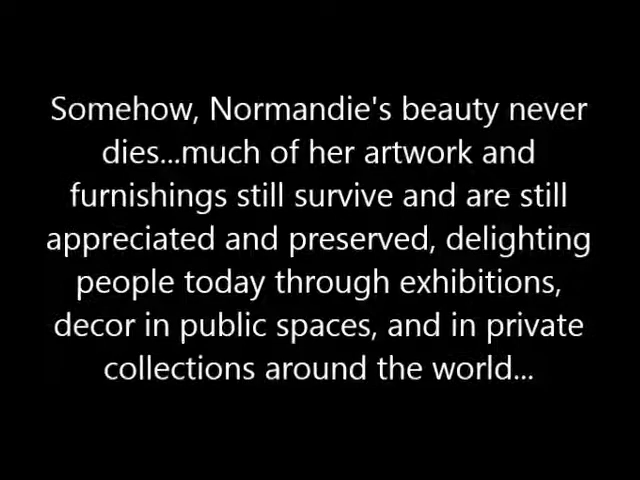 Somehow, Normandie's beauty never
dies...much of her artwork and
furnishings still survive and are still
appreciated and preserved, delighting
people today through exhibitions,
decor in public spaces, and in private
collections around the world...